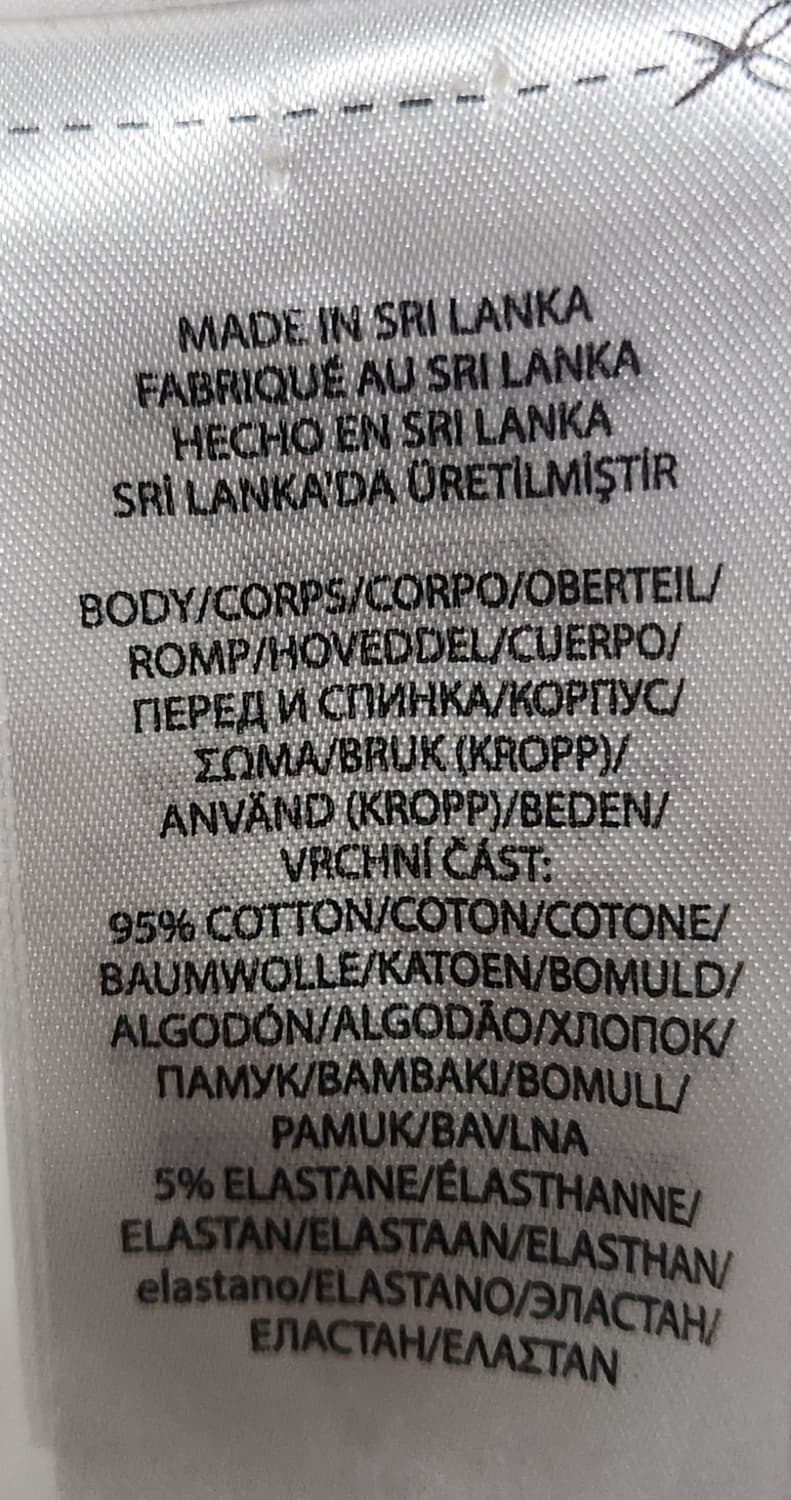 MADE IN SRI LANKA
FABRIQUÉ AU SRI LANKA
HECHO EN SRI LANKA
SRİ LANKA'DA ÜRETİLMİŞTİR
BODY/CORPS/CORPO/OBERTEIL/
ROMP/HOVEDDEL/CUERPO/
ПЕРЕД И СПИНКА/КОРПУС/
ΣΩΜΑ/BRUK (KROPP)/
ANVÄND (KROPP)/BEDEN/
VRCHNÍ ČÁST:
95% COTTON/COTON/COTONE/
BAUMWOLLE/KATOEN/BOMULD/
ALGODÓN/ALGODÃO/ХЛОПОК/
ПАМУК/ΒΑΜΒΑΚΙ/BOMULL/
PAMUK/BAVLNA
5% ELASTANE/ÉLASTHANNE/
ELASTAN/ELASTAAN/ELASTHAN/
elastano/ELASTANO/ЭЛАСТАН/
ЕЛАСТАН/ΕΛΑΣΤΑΝ